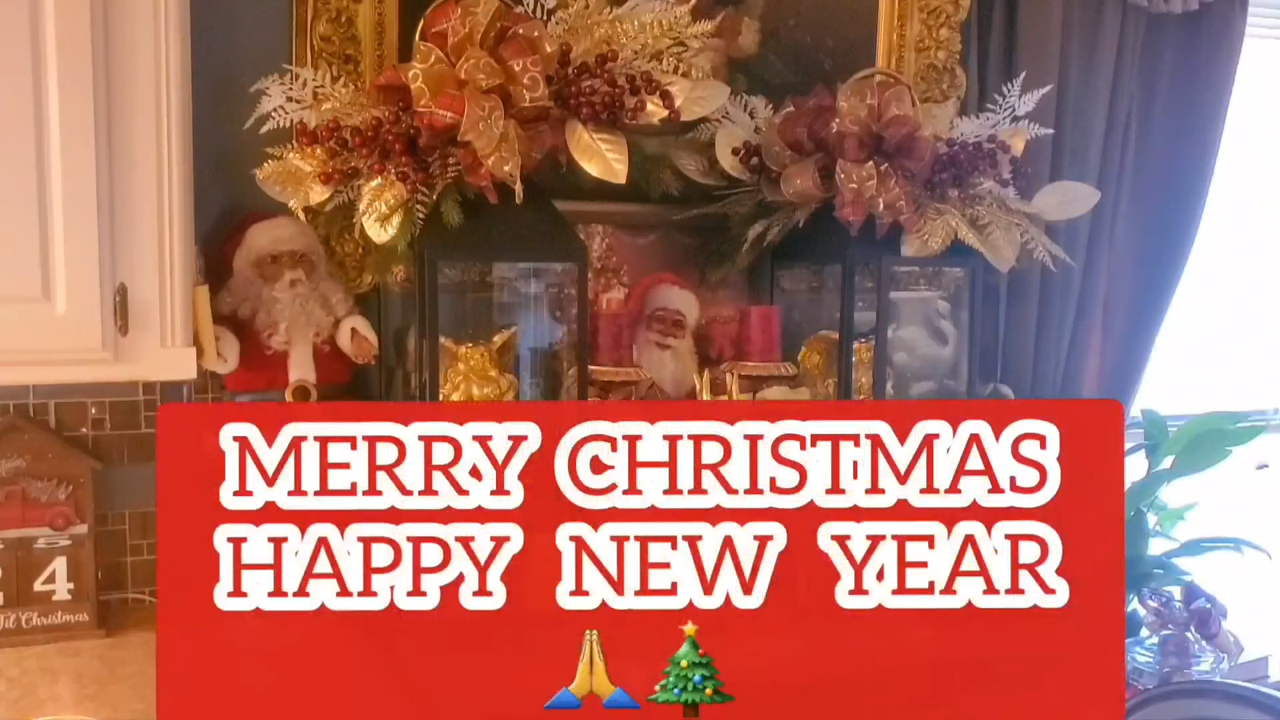 MERRY CHRISTMAS
HAPPY NEW YEAR
🙏🎄
24
'Til Christmas